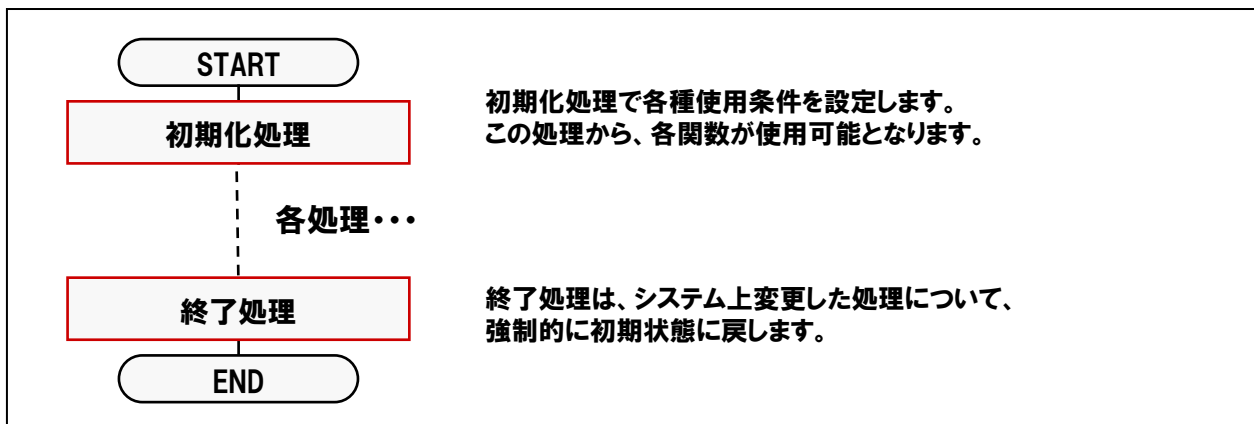 START
初期化処理
初期化処理で各種使用条件を設定します。
この処理から、各関数が使用可能となります。
各処理・・・
終了処理
終了処理は、システム上変更した処理について、
強制的に初期状態に戻します。
END